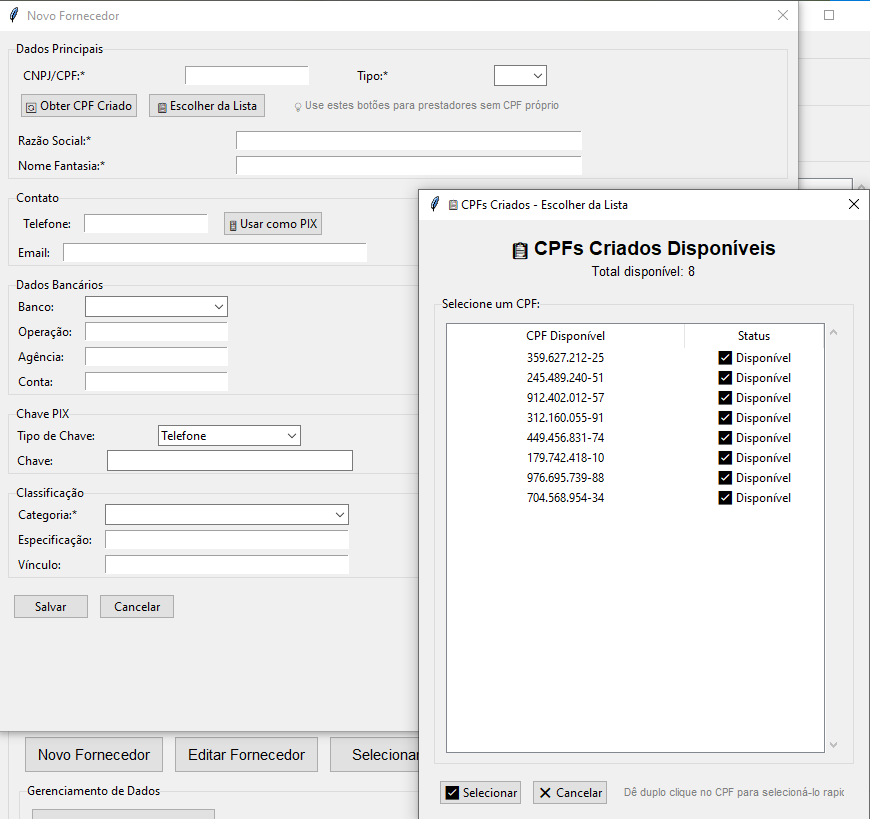 Novo Fornecedor
Dados Principais
CNPJ/CPF:*
Tipo:*
Obter CPF Criado
Escolher da Lista
Use estes botões para prestadores sem CPF próprio
Razão Social:*
Nome Fantasia:*
Contato
Telefone:
Usar como PIX
Email:
Dados Bancários
Banco:
Operação:
Agência:
Conta:
Chave PIX
Tipo de Chave:
Telefone
Chave:
Classificação
Categoria:*
Especificação:
Vínculo:
Salvar
Cancelar
Novo Fornecedor
Editar Fornecedor
Selecionar
Gerenciamento de Dados
CPFs Criados - Escolher da Lista
CPFs Criados Disponíveis
Total disponível: 8
Selecione um CPF:
CPF Disponível Status
359.627.212-25 Disponível
245.489.240-51 Disponível
912.402.012-57 Disponível
312.160.055-91 Disponível
449.456.831-74 Disponível
179.742.418-10 Disponível
976.695.739-88 Disponível
704.568.954-34 Disponível
Selecionar
Cancelar
Dê duplo clique no CPF para selecioná-lo rapid